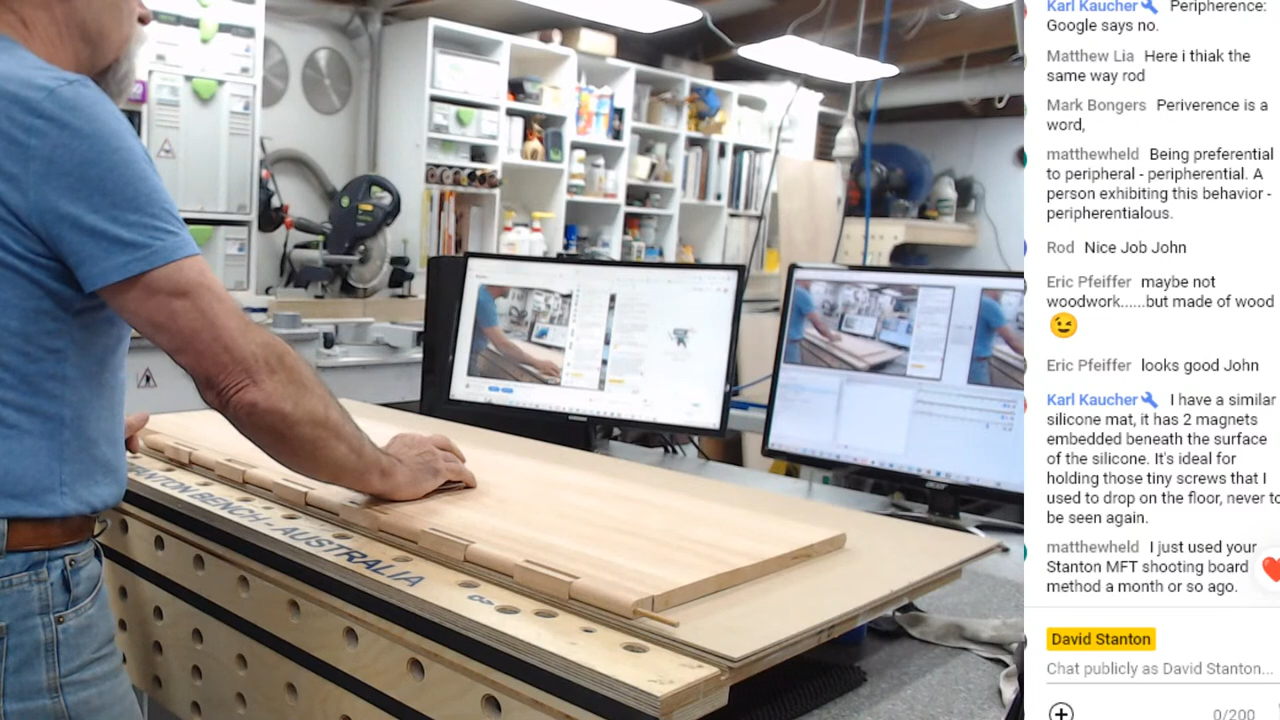 Karl Kaucher Peripherence:
Google says no.
Matthew Lia Here i thiak the
same way rod
Mark Bongers Periverence is a
word,
matthewheld Being preferential
to peripheral - peripherential. A
person exhibiting this behavior -
peripherentialous.
Rod Nice Job John
Eric Pfeiffer maybe not
woodwork......but made of wood
😉
Eric Pfeiffer looks good John
Karl Kaucher I have a similar
silicone mat, it has 2 magnets
embedded beneath the surface
of the silicone. It's ideal for
holding those tiny screws that I
used to drop on the floor, never to
be seen again.
matthewheld I just used your
Stanton MFT shooting board
method a month or so ago.
David Stanton
Chat publicly as David Stanton...
0/200
BENCH - AUSTRALIA